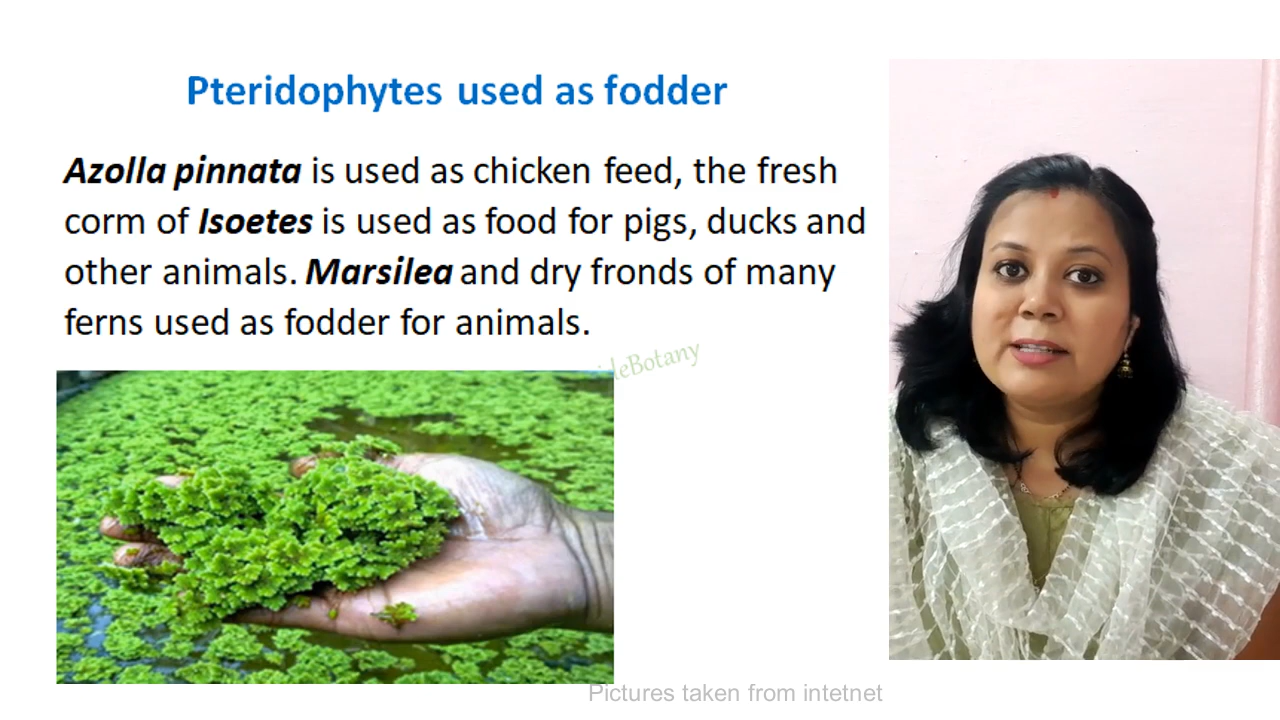 Pteridophytes used as fodder
Azolla pinnata is used as chicken feed, the fresh
corm of Isoetes is used as food for pigs, ducks and
other animals. Marsilea and dry fronds of many
ferns used as fodder for animals.
Pictures taken from intetnet